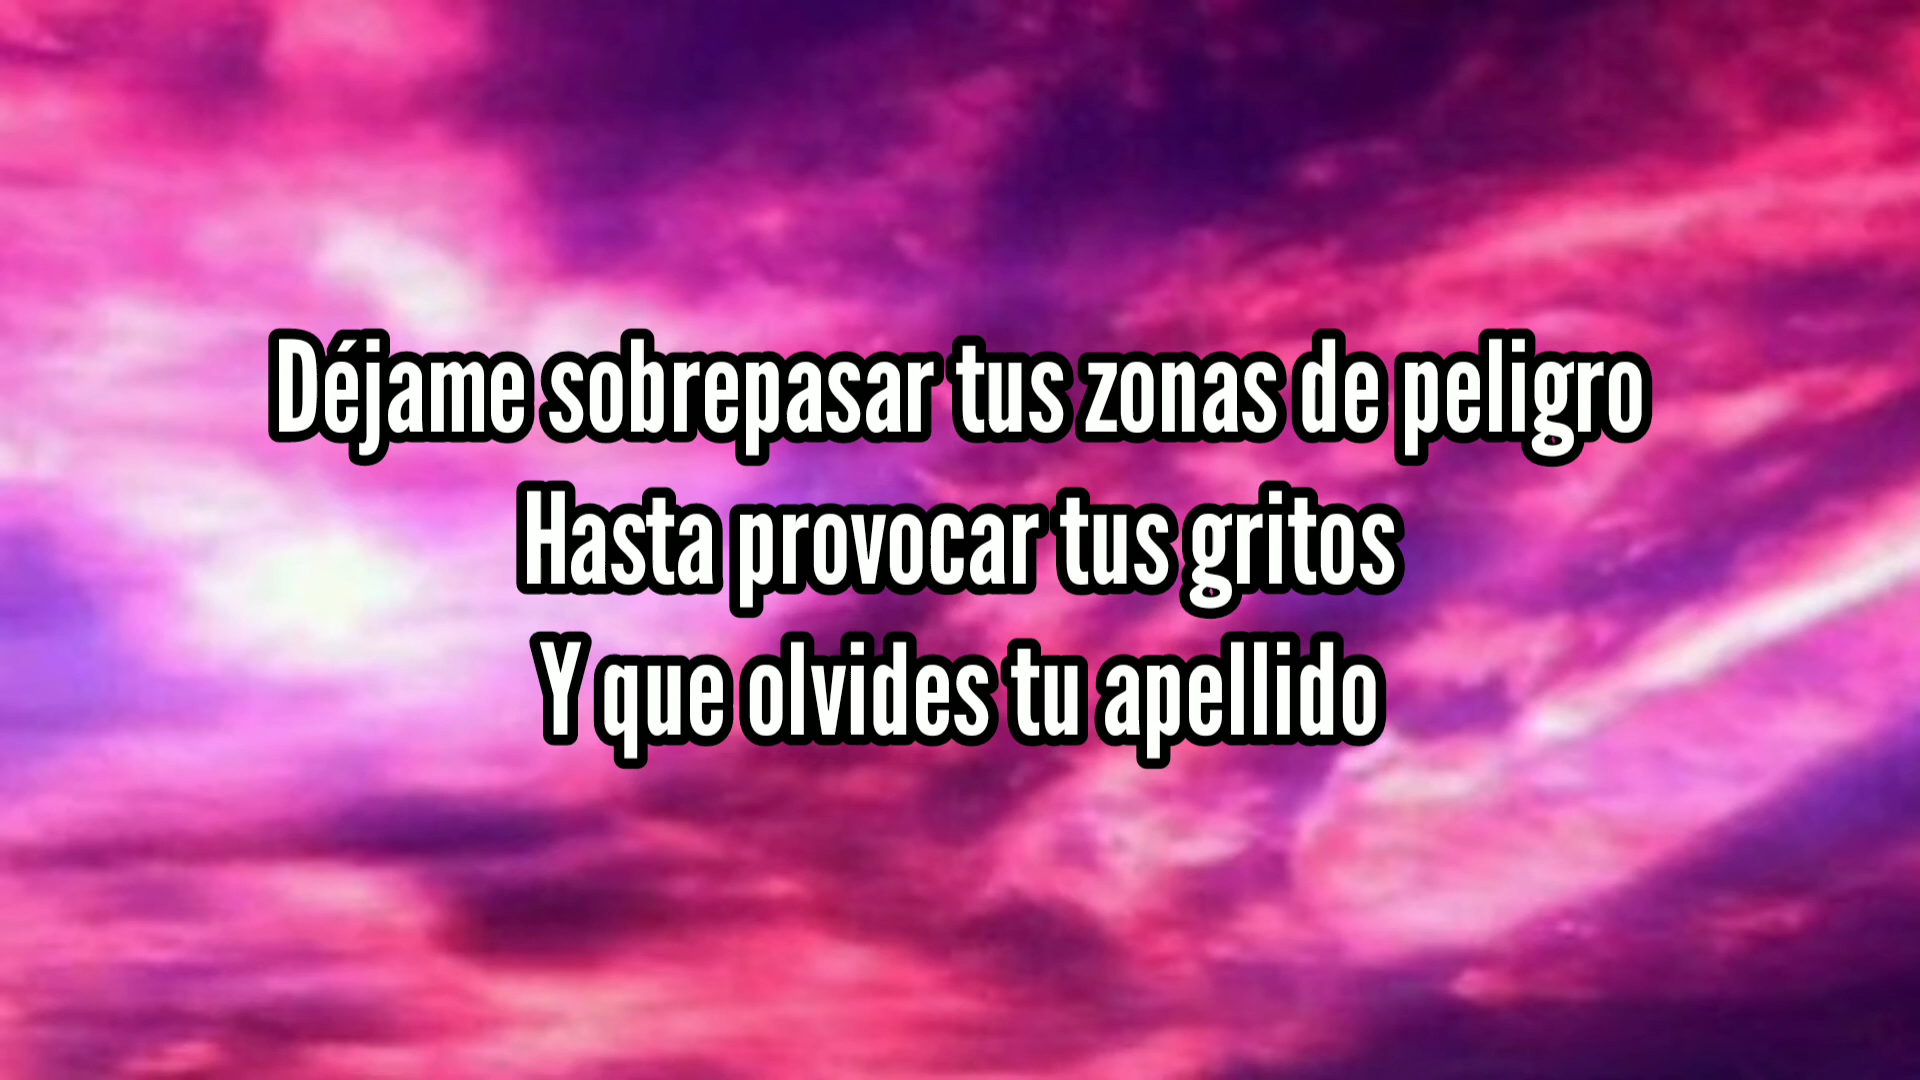 Déjame sobrepasar tus zonas de peligro
Hasta provocar tus gritos
Y que olvides tu apellido